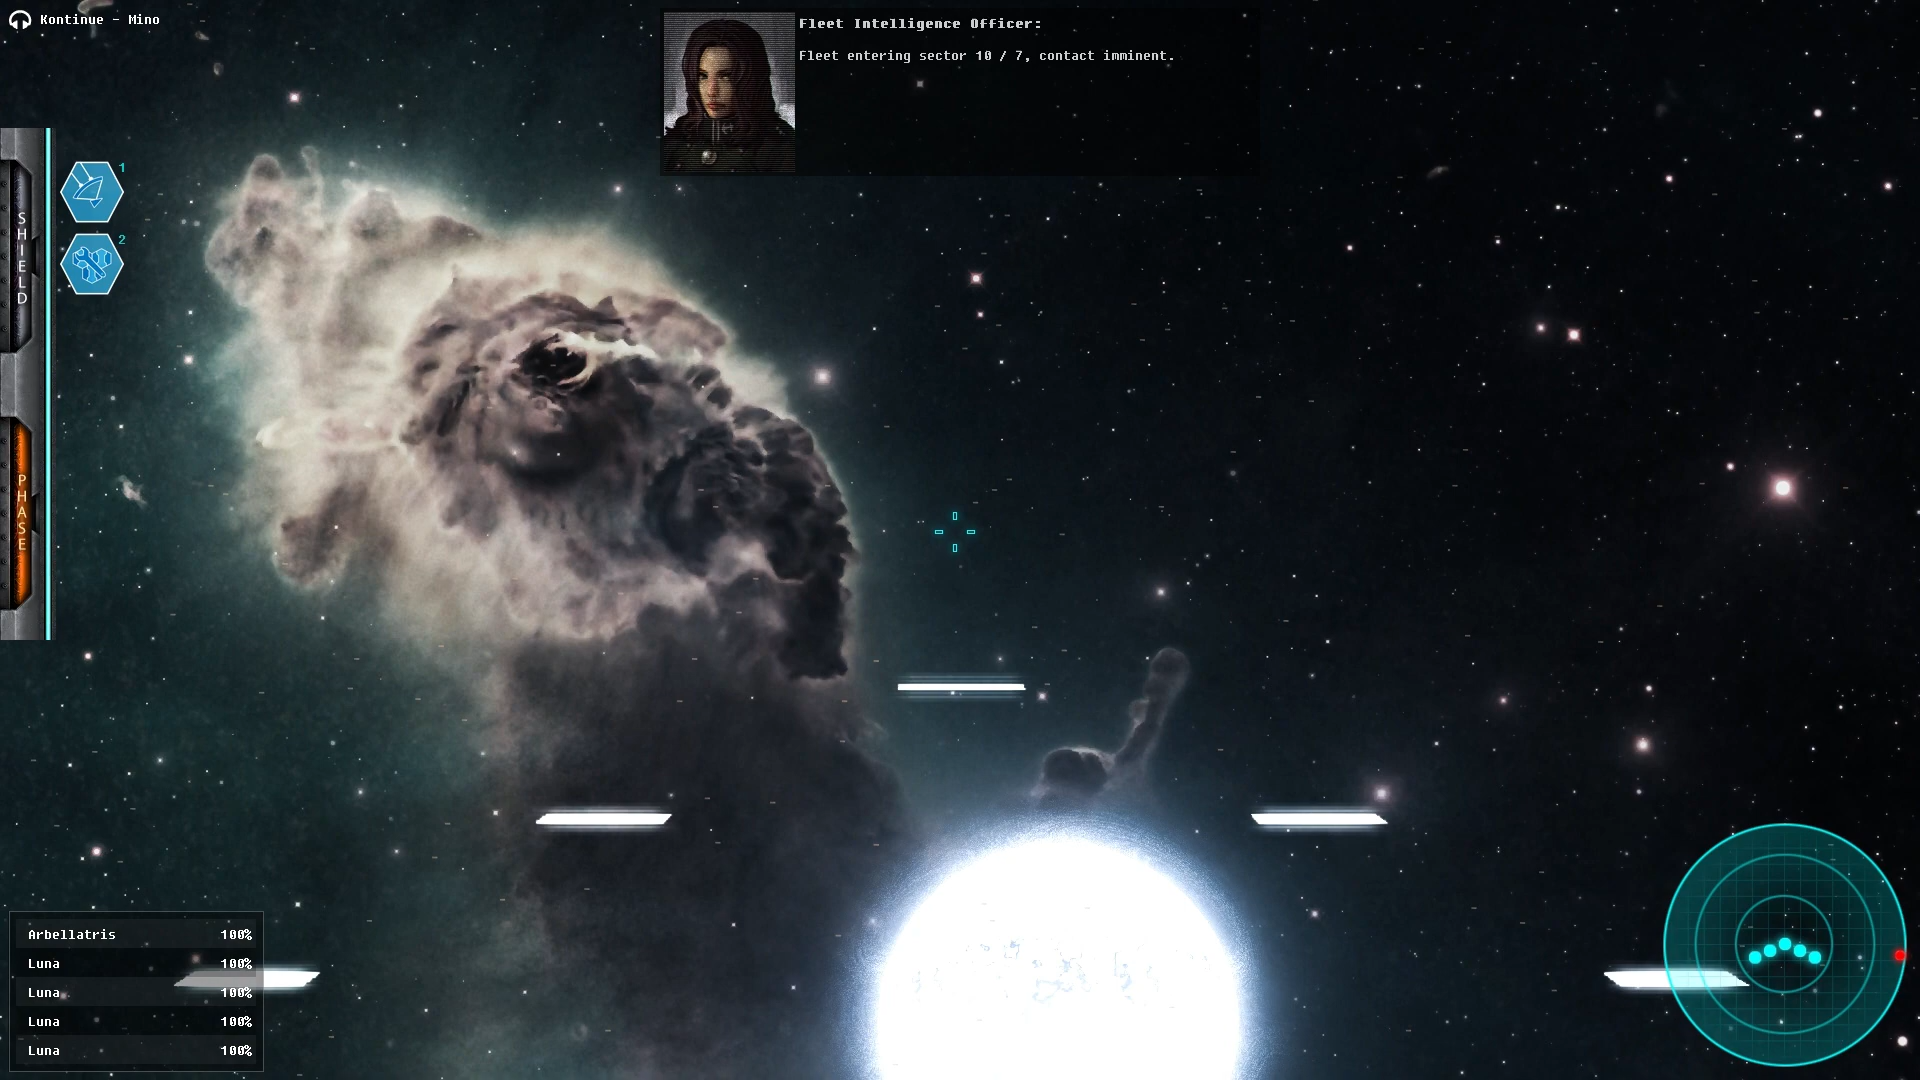 Kontinue - Mino
Fleet Intelligence Officer:
Fleet entering sector 10 / 7, contact imminent.
1
2
SHIELD
PHASE
Arbellatris 100%
Luna 100%
Luna 100%
Luna 100%
Luna 100%